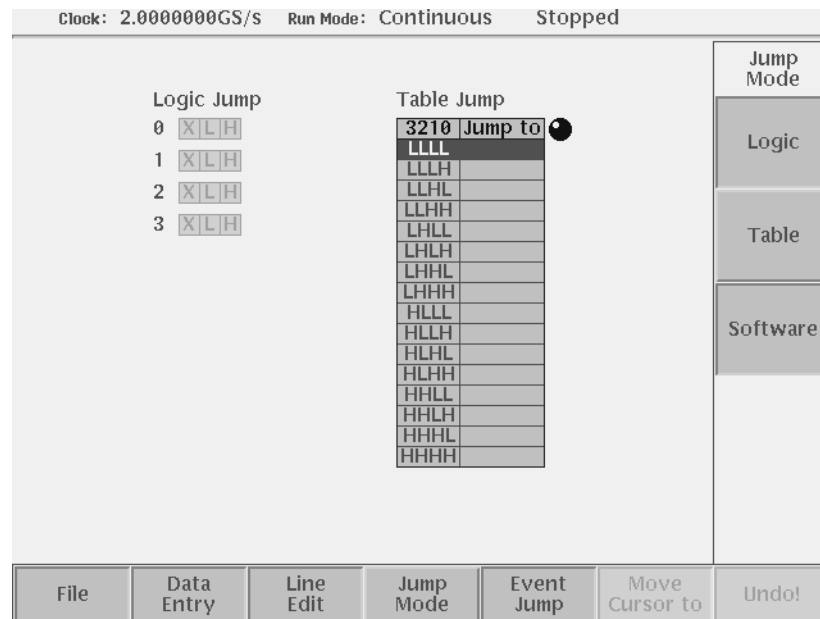 Clock: 2.0000000GS/s Run Mode: Continuous Stopped
Jump
Mode
Logic
Table
Software
Logic Jump
0 X L H
1 X L H
2 X L H
3 X L H
Table Jump
3210 Jump to
LLLL
LLLH
LLHL
LLHH
LHLL
LHLH
LHHL
LHHH
HLLL
HLLH
HLHL
HLHH
HHLL
HHLH
HHHL
HHHH
File
Data
Entry
Line
Edit
Jump
Mode
Event
Jump
Move
Cursor to
Undo!